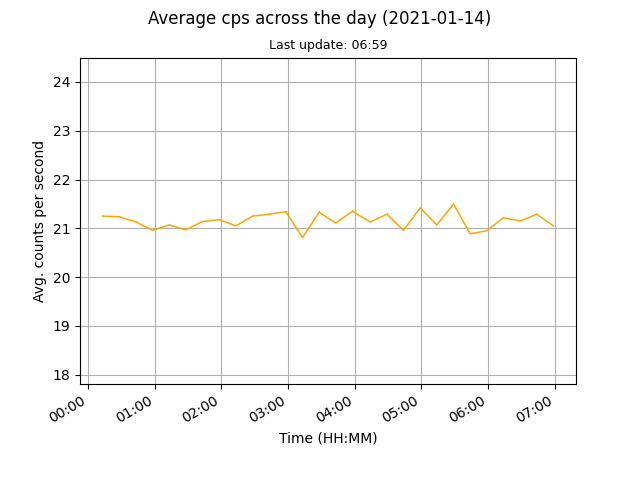 Average cps across the day (2021-01-14)
Last update: 06:59
24
23
22
21
20
19
18
Avg. counts per second
00:00 01:00 02:00 03:00 04:00 05:00 06:00 07:00
Time (HH:MM)